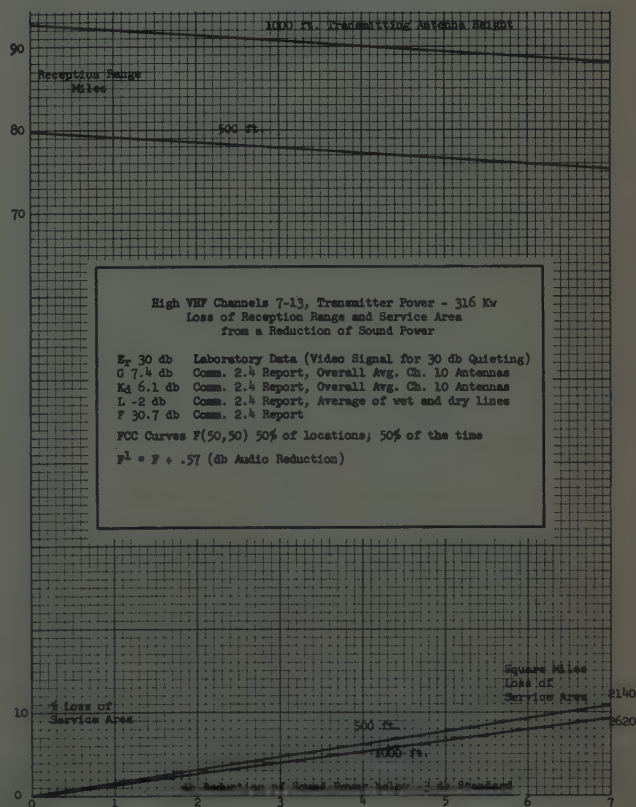 1000 ft. Transmitting Antenna Height
90
Reception Range
Miles
80
500 ft.
70
High VHF Channels 7-13, Transmitter Power - 316 Kw
Loss of Reception Range and Service Area
from a Reduction of Sound Power
Er 30 db Laboratory Data (Video Signal for 30 db Quieting)
G 7.4 db Comm. 2.4 Report, Overall Avg. Ch. 10 Antennas
Kd 6.1 db Comm. 2.4 Report, Overall Avg. Ch. 10 Antennas
L -2 db Comm. 2.4 Report, Average of wet and dry lines
F 30.7 db Comm. 2.4 Report
FCC Curves F(50,50) 50% of locations; 50% of the time
F1 = F + .57 (db Audio Reduction)
Square Miles
Loss of
Service Area
2140
10
% Loss of
Service Area
2620
500 ft.
1000 ft.
db Reduction of Sound Power below -3 db Standard
0
0 1 2 3 4 5 6 7